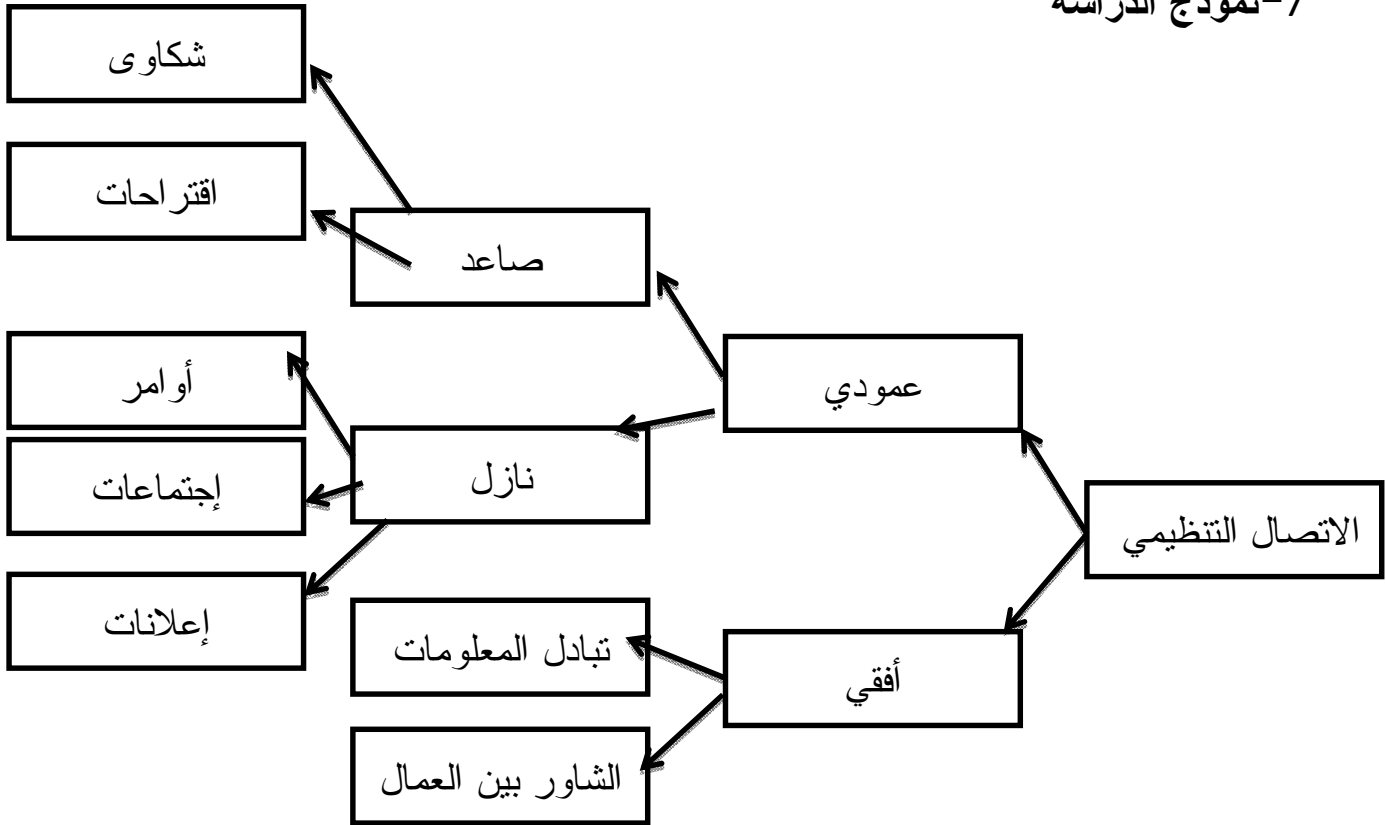 7-نموذج الدراسة
الاتصال التنظيمي
عمودي
أفقي
صاعد
نازل
تبادل المعلومات
الشاور بين العمال
شكاوى
اقتراحات
أوامر
إجتماعات
إعلانات